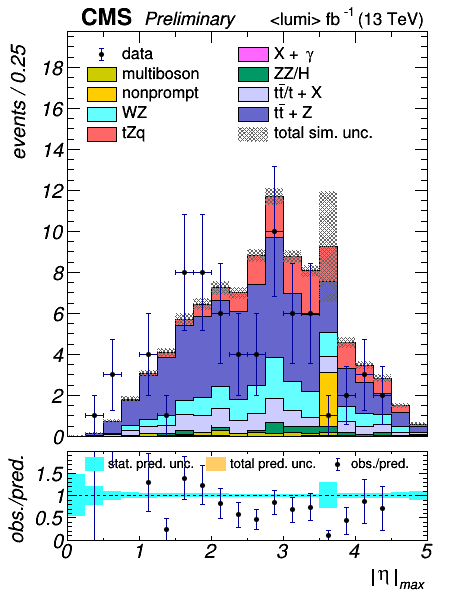 CMS Preliminary <lumi> fb⁻¹ (13 TeV)
events / 0.25
18
16
14
12
10
8
6
4
2
0
data
multiboson
nonprompt
WZ
tZq
X + γ
ZZ/H
tt̅/t + X
tt̅ + Z
total sim. unc.
obs./pred.
1.5
1
0.5
0
stat. pred. unc. total pred. unc. obs./pred.
0 1 2 3 4 5
|η|max